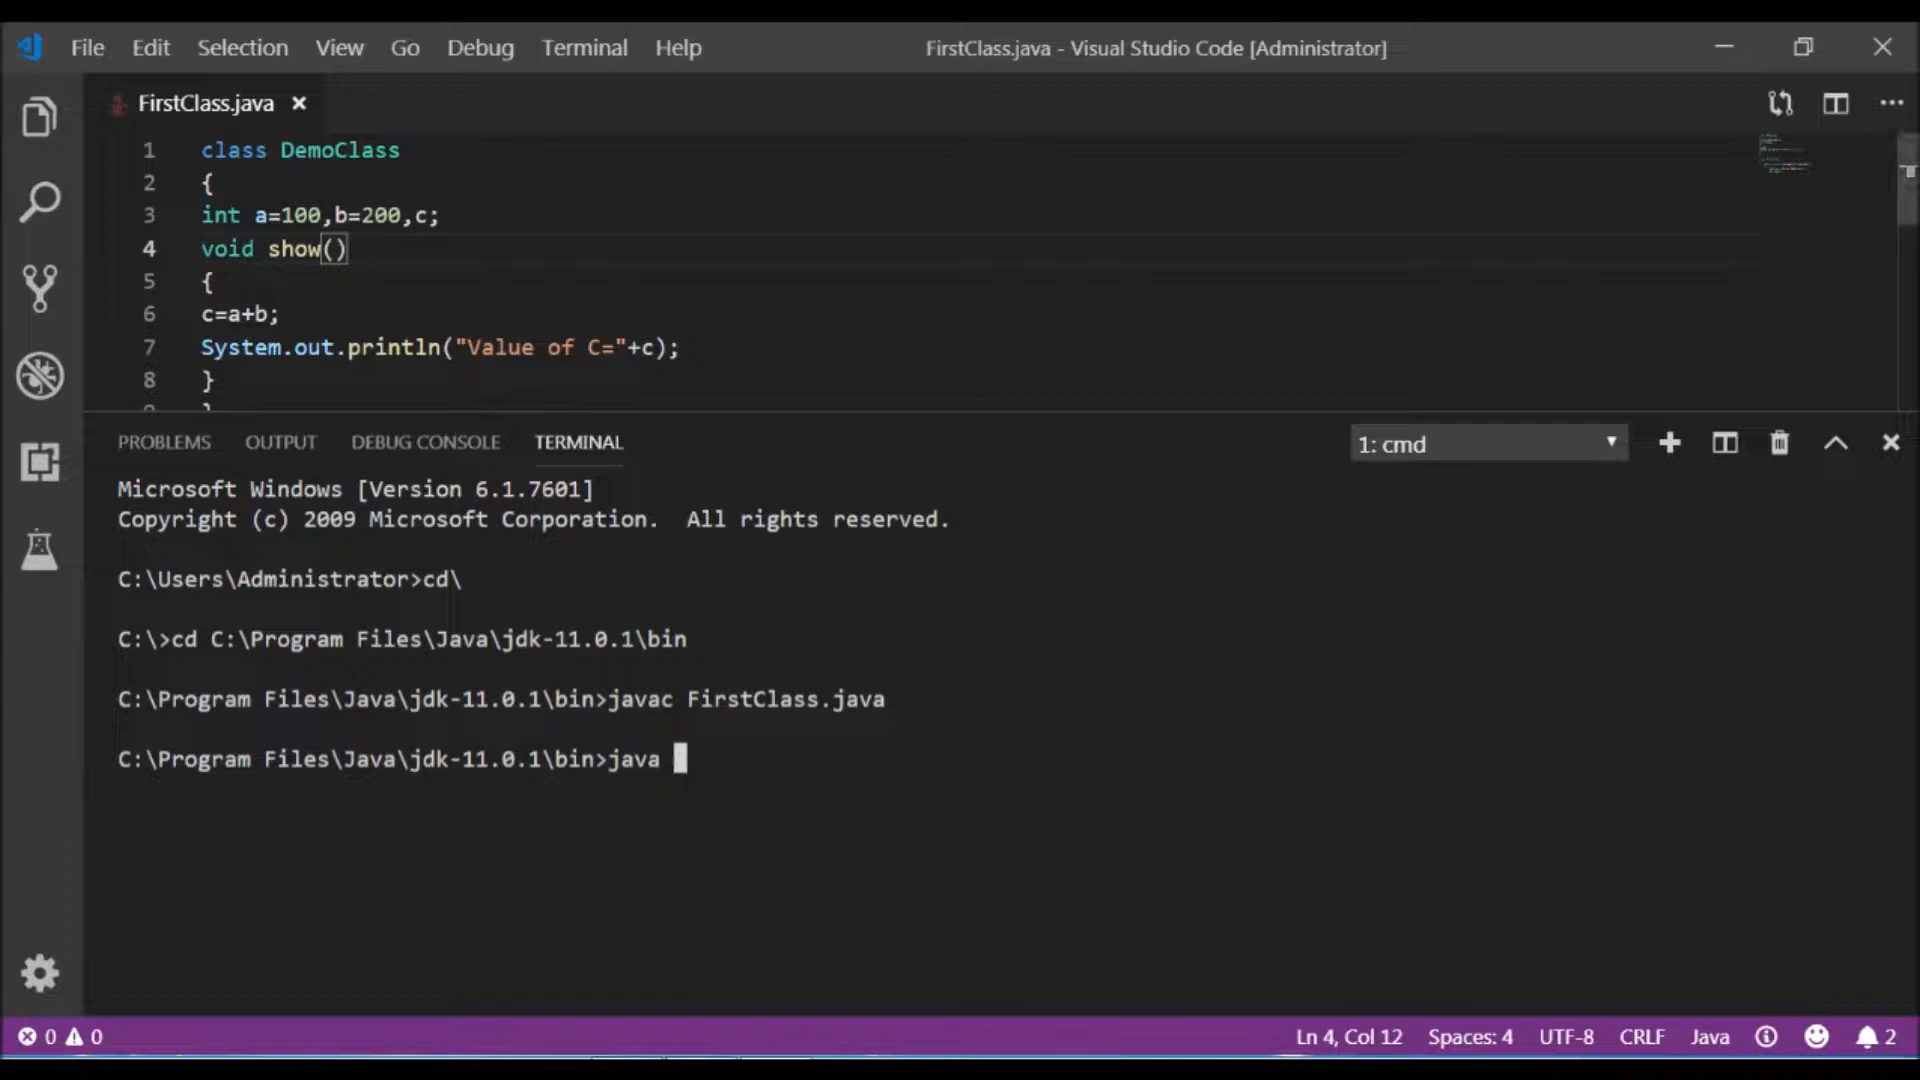 File Edit Selection View Go Debug Terminal Help FirstClass.java - Visual Studio Code [Administrator]
FirstClass.java
1 class DemoClass
2 {
3 int a=100,b=200,c;
4 void show()
5 {
6 c=a+b;
7 System.out.println("Value of C="+c);
8 }
PROBLEMS OUTPUT DEBUG CONSOLE TERMINAL 1: cmd
Microsoft Windows [Version 6.1.7601]
Copyright (c) 2009 Microsoft Corporation.  All rights reserved.
C:\Users\Administrator>cd\
C:\>cd C:\Program Files\Java\jdk-11.0.1\bin
C:\Program Files\Java\jdk-11.0.1\bin>javac FirstClass.java
C:\Program Files\Java\jdk-11.0.1\bin>java
0 0 Ln 4, Col 12 Spaces: 4 UTF-8 CRLF Java 2